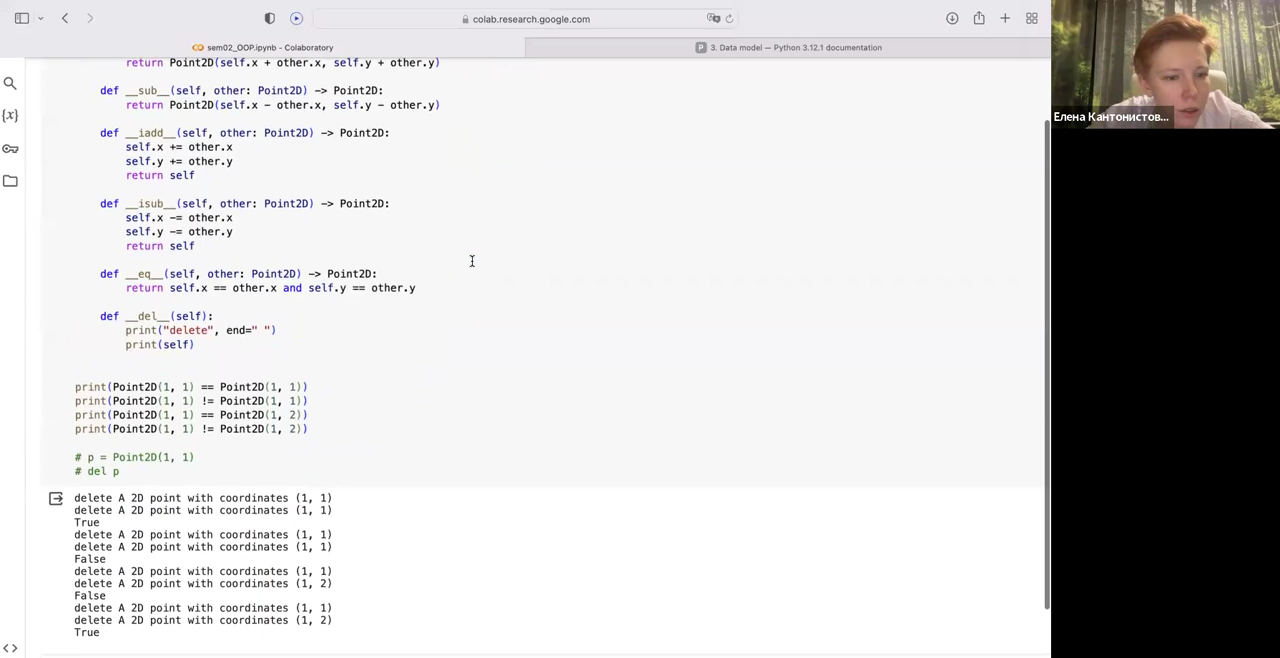 colab.research.google.com
sem02_OOP.ipynb - Colaboratory
3. Data model — Python 3.12.1 documentation
return Point2D(self.x + other.x, self.y + other.y)
def __sub__(self, other: Point2D) -> Point2D:
return Point2D(self.x - other.x, self.y - other.y)
def __iadd__(self, other: Point2D) -> Point2D:
self.x += other.x
self.y += other.y
return self
def __isub__(self, other: Point2D) -> Point2D:
self.x -= other.x
self.y -= other.y
return self
def __eq__(self, other: Point2D) -> Point2D:
return self.x == other.x and self.y == other.y
def __del__(self):
print("delete", end=" ")
print(self)
print(Point2D(1, 1) == Point2D(1, 1))
print(Point2D(1, 1) != Point2D(1, 1))
print(Point2D(1, 1) == Point2D(1, 2))
print(Point2D(1, 1) != Point2D(1, 2))
# p = Point2D(1, 1)
# del p
delete A 2D point with coordinates (1, 1)
delete A 2D point with coordinates (1, 1)
True
delete A 2D point with coordinates (1, 1)
delete A 2D point with coordinates (1, 1)
False
delete A 2D point with coordinates (1, 1)
delete A 2D point with coordinates (1, 2)
False
delete A 2D point with coordinates (1, 1)
delete A 2D point with coordinates (1, 2)
True
Елена Кантонистов...